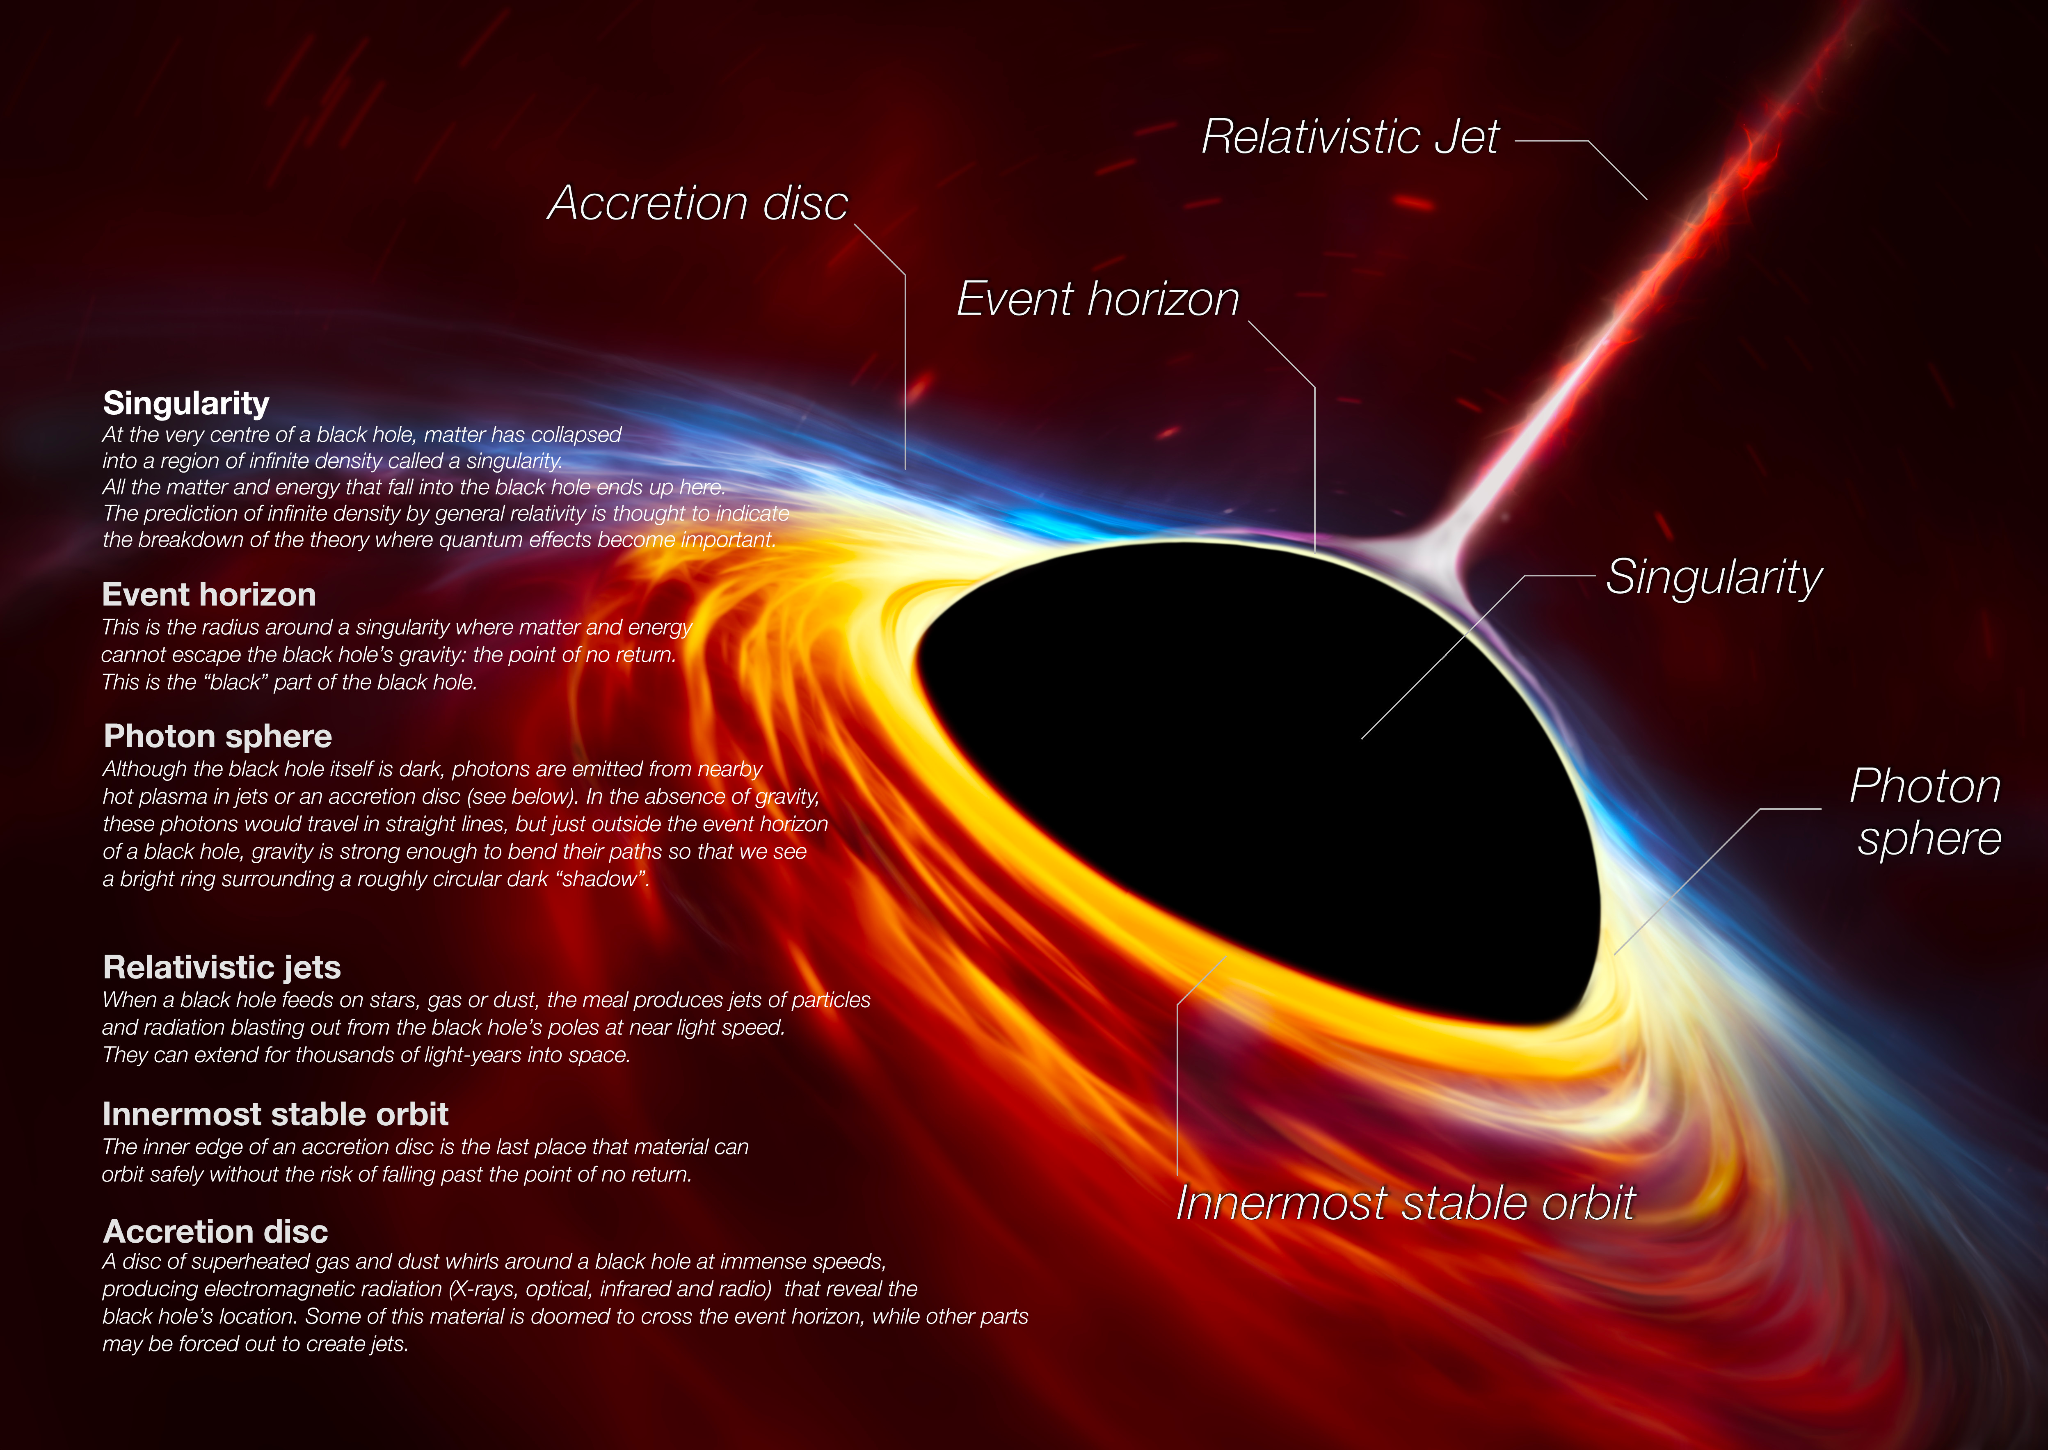 Relativistic Jet
Accretion disc
Event horizon
Singularity
Photon
sphere
Innermost stable orbit
Singularity
At the very centre of a black hole, matter has collapsed
into a region of infinite density called a singularity.
All the matter and energy that fall into the black hole ends up here.
The prediction of infinite density by general relativity is thought to indicate
the breakdown of the theory where quantum effects become important.
Event horizon
This is the radius around a singularity where matter and energy
cannot escape the black hole’s gravity: the point of no return.
This is the “black” part of the black hole.
Photon sphere
Although the black hole itself is dark, photons are emitted from nearby
hot plasma in jets or an accretion disc (see below). In the absence of gravity,
these photons would travel in straight lines, but just outside the event horizon
of a black hole, gravity is strong enough to bend their paths so that we see
a bright ring surrounding a roughly circular dark “shadow”.
Relativistic jets
When a black hole feeds on stars, gas or dust, the meal produces jets of particles
and radiation blasting out from the black hole’s poles at near light speed.
They can extend for thousands of light-years into space.
Innermost stable orbit
The inner edge of an accretion disc is the last place that material can
orbit safely without the risk of falling past the point of no return.
Accretion disc
A disc of superheated gas and dust whirls around a black hole at immense speeds,
producing electromagnetic radiation (X-rays, optical, infrared and radio)  that reveal the
black hole’s location. Some of this material is doomed to cross the event horizon, while other parts
may be forced out to create jets.